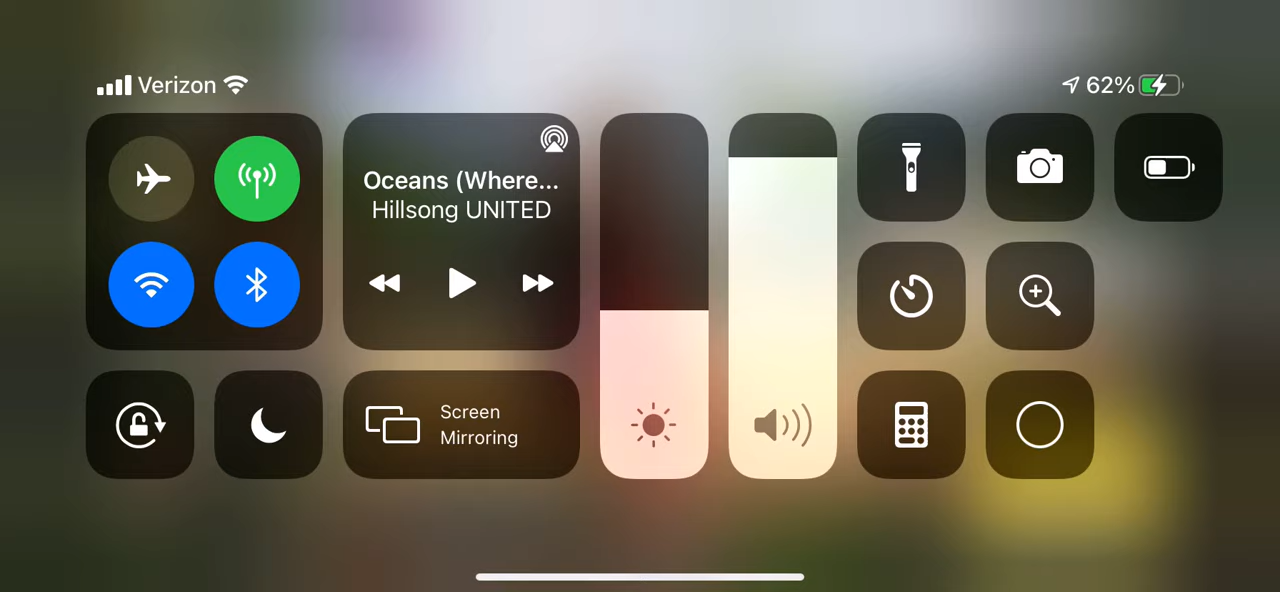 Verizon
62%
Oceans (Where...
Hillsong UNITED
Screen
Mirroring